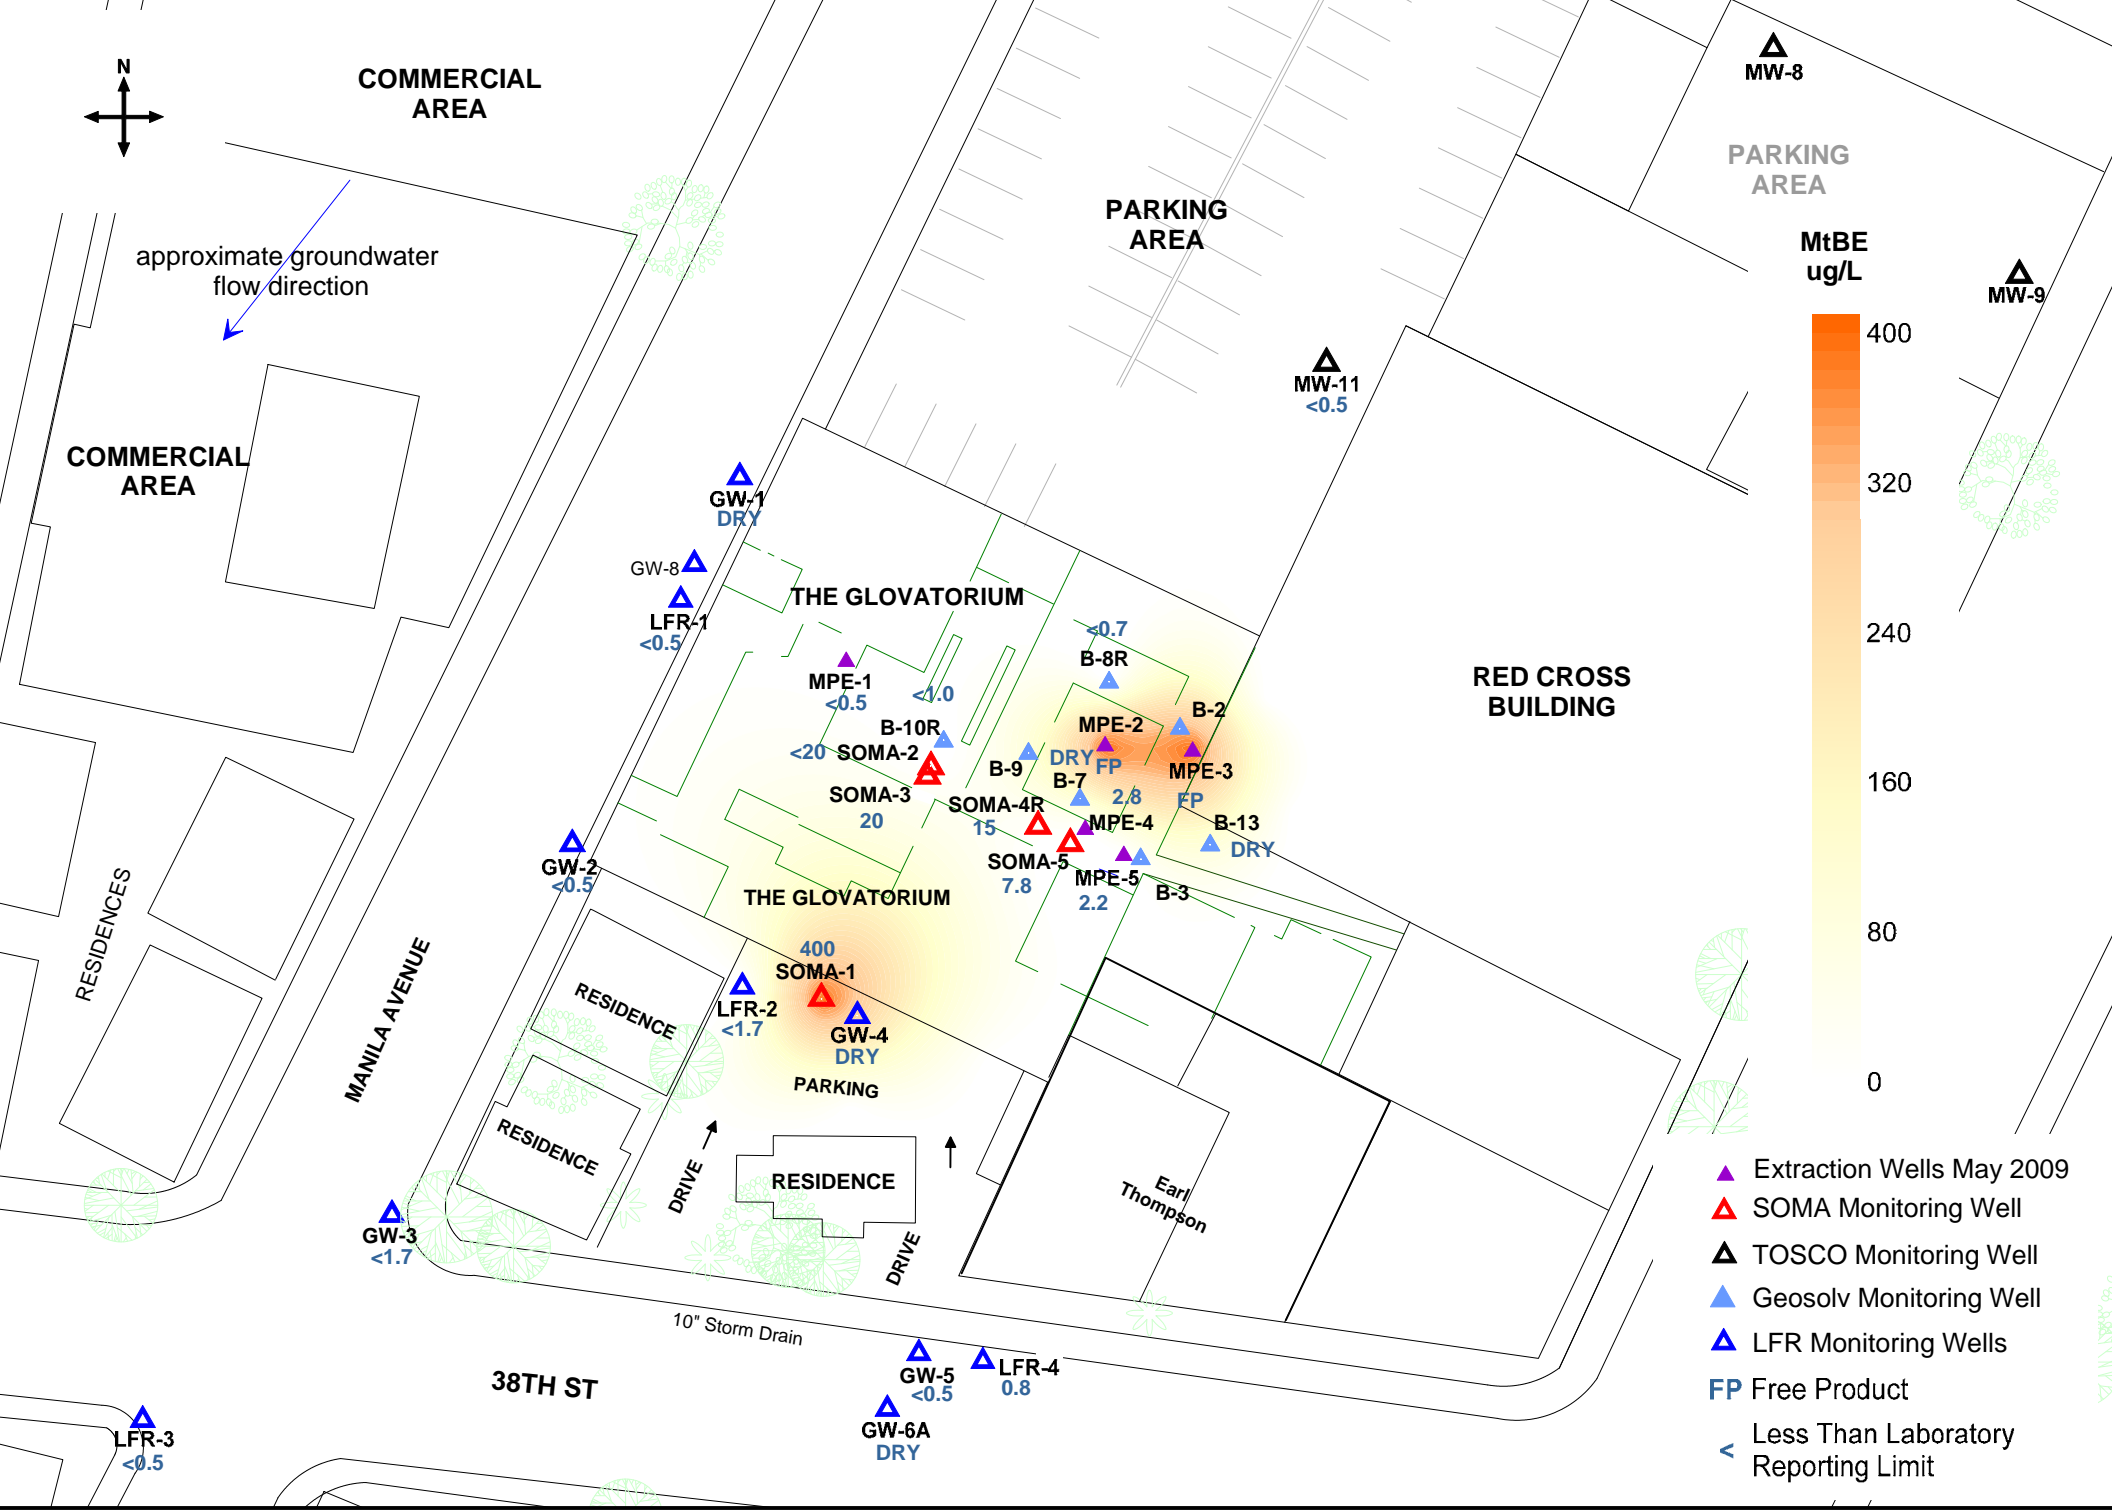 N
COMMERCIAL
AREA
MW-8
PARKING
AREA
PARKING
AREA
MtBE
ug/L
approximate groundwater
flow direction
MW-9
400
MW-11
<0.5
COMMERCIAL
AREA
320
GW-1
DRY
GW-8
THE GLOVATORIUM
LFR-1
<0.5
<0.7
240
B-8R
MPE-1
<0.5
<1.0
RED CROSS
BUILDING
B-2
MPE-2
B-10R
<20
SOMA-2
B-9
DRY
FP
MPE-3
B-7
160
SOMA-3
20
SOMA-4R
15
2.8
FP
MPE-4
B-13
DRY
GW-2
<0.5
SOMA-5
7.8
MPE-5
2.2
B-3
THE GLOVATORIUM
RESIDENCES
80
400
SOMA-1
MANILA AVENUE
RESIDENCE
LFR-2
<1.7
GW-4
DRY
PARKING
0
RESIDENCE
DRIVE
RESIDENCE
Earl
Thompson
GW-3
<1.7
DRIVE
10" Storm Drain
38TH ST
GW-5
<0.5
LFR-4
0.8
GW-6A
DRY
LFR-3
<0.5
Extraction Wells May 2009
SOMA Monitoring Well
TOSCO Monitoring Well
Geosolv Monitoring Well
LFR Monitoring Wells
FP Free Product
< Less Than Laboratory
Reporting Limit